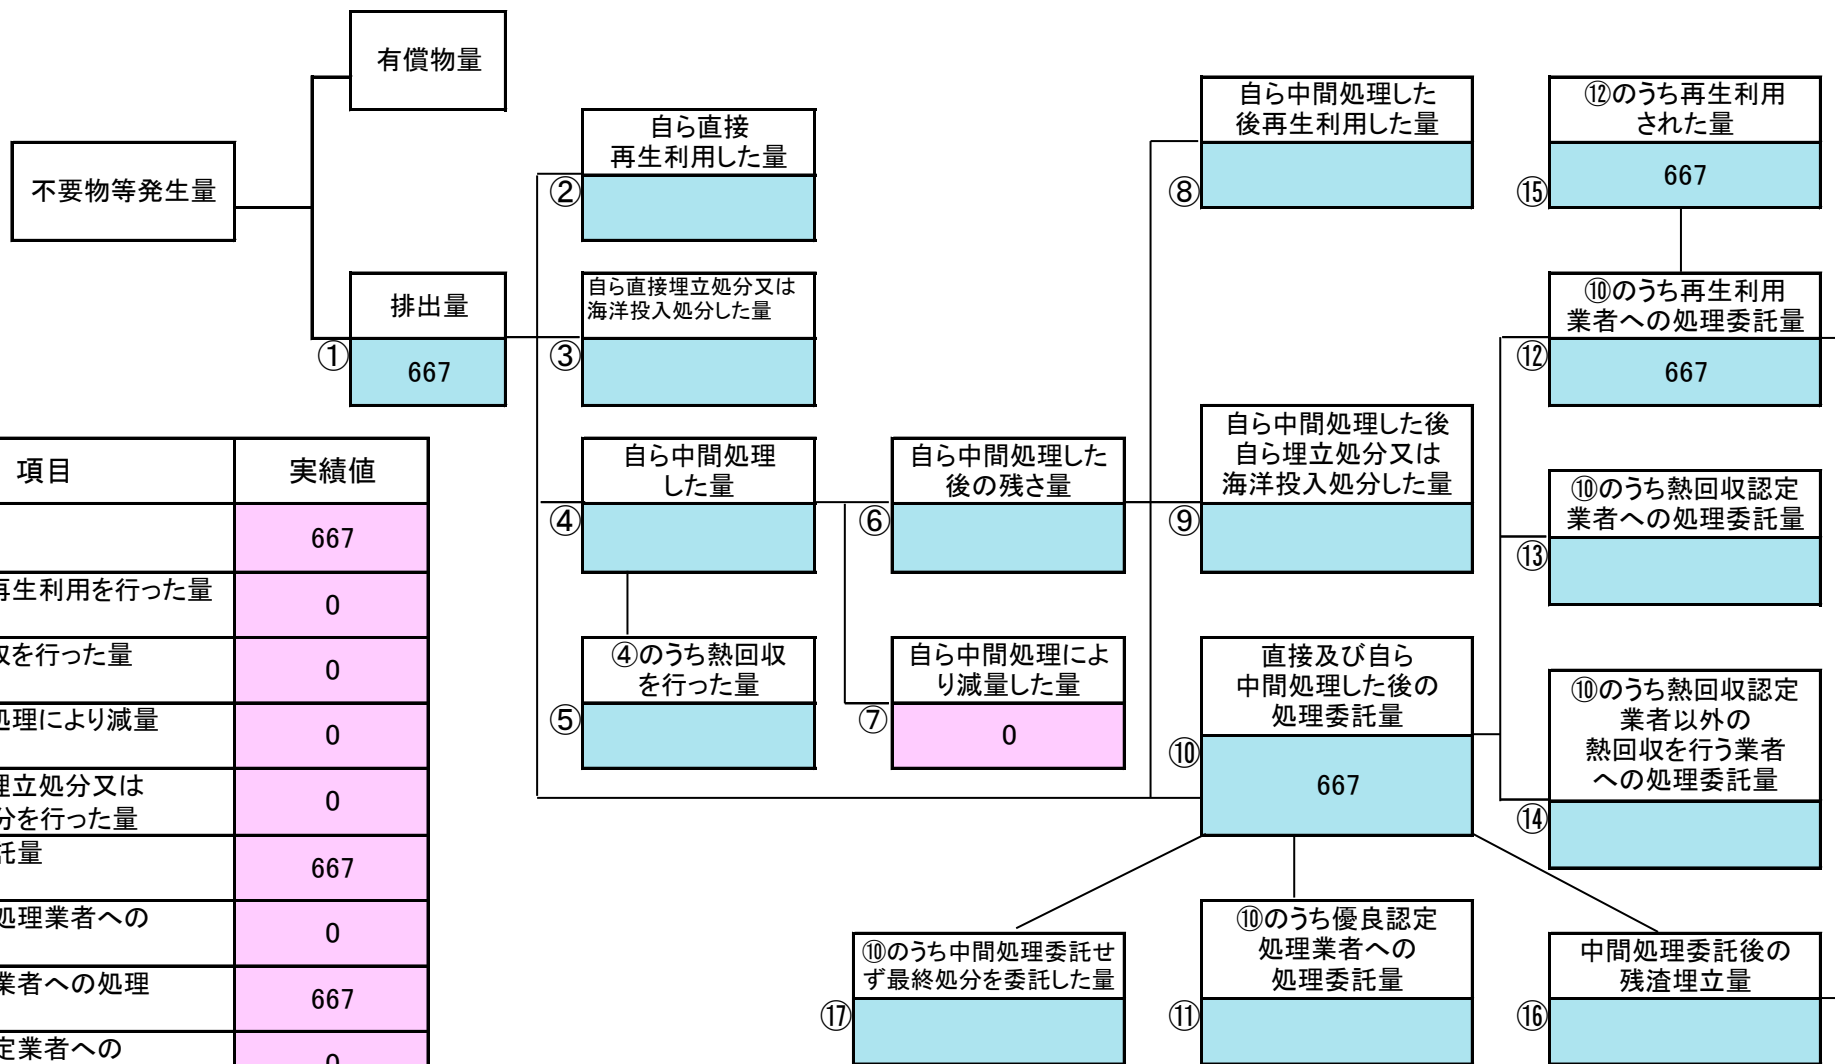 有償物量
不要物等発生量
排出量
①
667
自ら直接
再生利用した量
②
自ら直接埋立処分又は
海洋投入処分した量
③
自ら中間処理
した量
④
④のうち熱回収
を行った量
⑤
自ら中間処理した
後の残さ量
⑥
自ら中間処理によ
り減量した量
⑦
0
自ら中間処理した
後再生利用した量
⑧
自ら中間処理した後
自ら埋立処分又は
海洋投入処分した量
⑨
直接及び自ら
中間処理した後の
処理委託量
⑩
667
⑫のうち再生利用
された量
⑮
667
⑩のうち再生利用
業者への処理委託量
⑫
667
⑩のうち熱回収認定
業者への処理委託量
⑬
⑩のうち熱回収認定
業者以外の
熱回収を行う業者
への処理委託量
⑭
⑩のうち中間処理委託せ
ず最終処分を委託した量
⑰
⑩のうち優良認定
処理業者への
処理委託量
⑪
中間処理委託後の
残渣埋立量
⑯
項目 実績値
667
再生利用を行った量 0
を行った量 0
処理により減量 0
埋立処分又は
を行った量 0
託量 667
処理業者への 0
業者への処理 667
定業者への 0